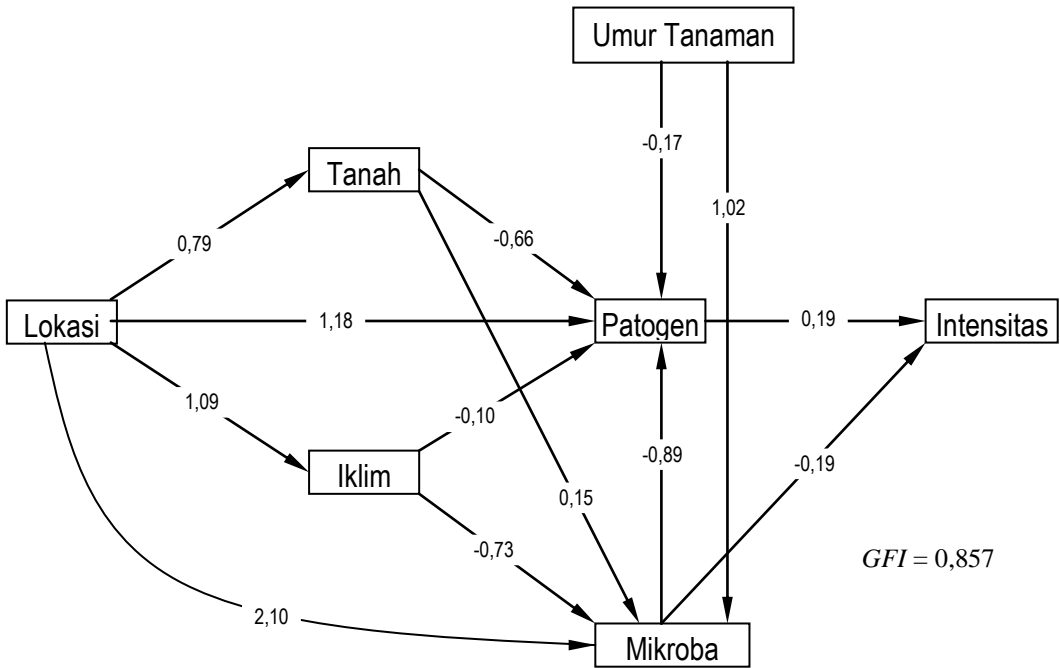 Umur Tanaman
-0,17
Tanah
1,02
0,79
-0,66
Lokasi
1,18
Patogen
0,19
Intensitas
1,09
-0,10
-0,89
-0,19
Iklim
0,15
-0,73
GFI = 0,857
2,10
Mikroba